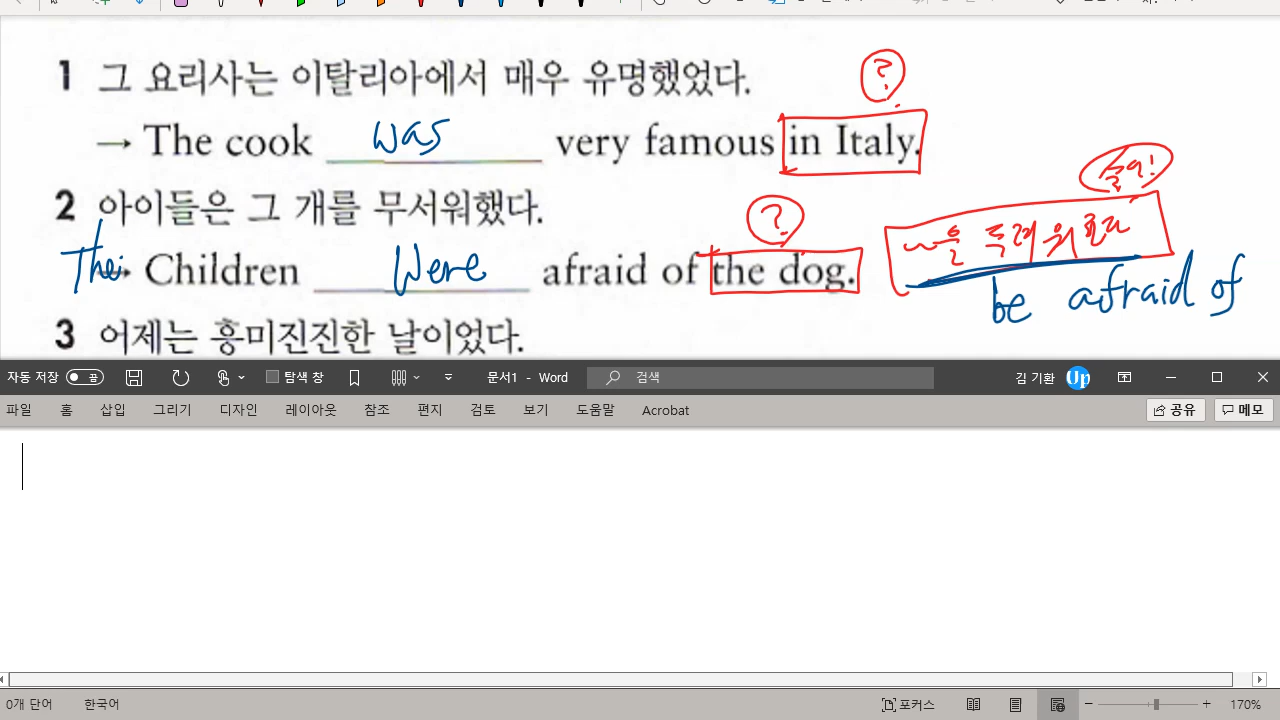 1 그 요리사는 이탈리아에서 매우 유명했었다.
?
→ The cook was very famous in Italy.
술어!
2 아이들은 그 개를 무서워했다.
?
~을 두려워하다
The
→ Children were afraid of the dog.
be afraid of
3 어제는 흥미진진한 날이었다.
자동 저장 끔 탐색 창 문서1 - Word 검색 김 기환 Up
파일 홈 삽입 그리기 디자인 레이아웃 참조 편지 검토 보기 도움말 Acrobat 공유 메모
0개 단어 한국어 포커스 170%